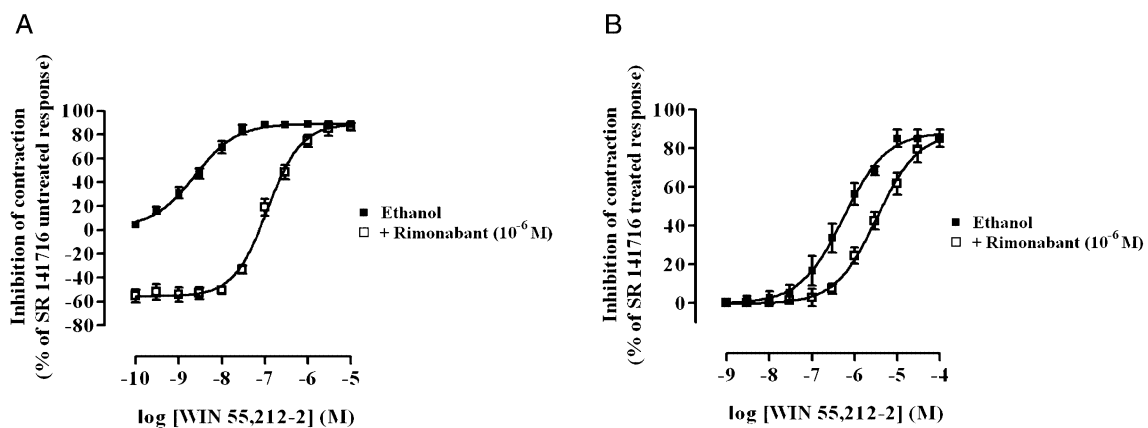 A
Inhibition of contraction
(% of SR 141716 untreated response)
100
80
60
40
20
0
-20
-40
-60
-80
-10 -9 -8 -7 -6 -5
log [WIN 55,212-2] (M)
Ethanol
+ Rimonabant (10⁻⁶ M)
B
Inhibition of contraction
(% of SR 141716 treated response)
100
80
60
40
20
0
-9 -8 -7 -6 -5 -4
log [WIN 55,212-2] (M)
Ethanol
+ Rimonabant (10⁻⁶ M)